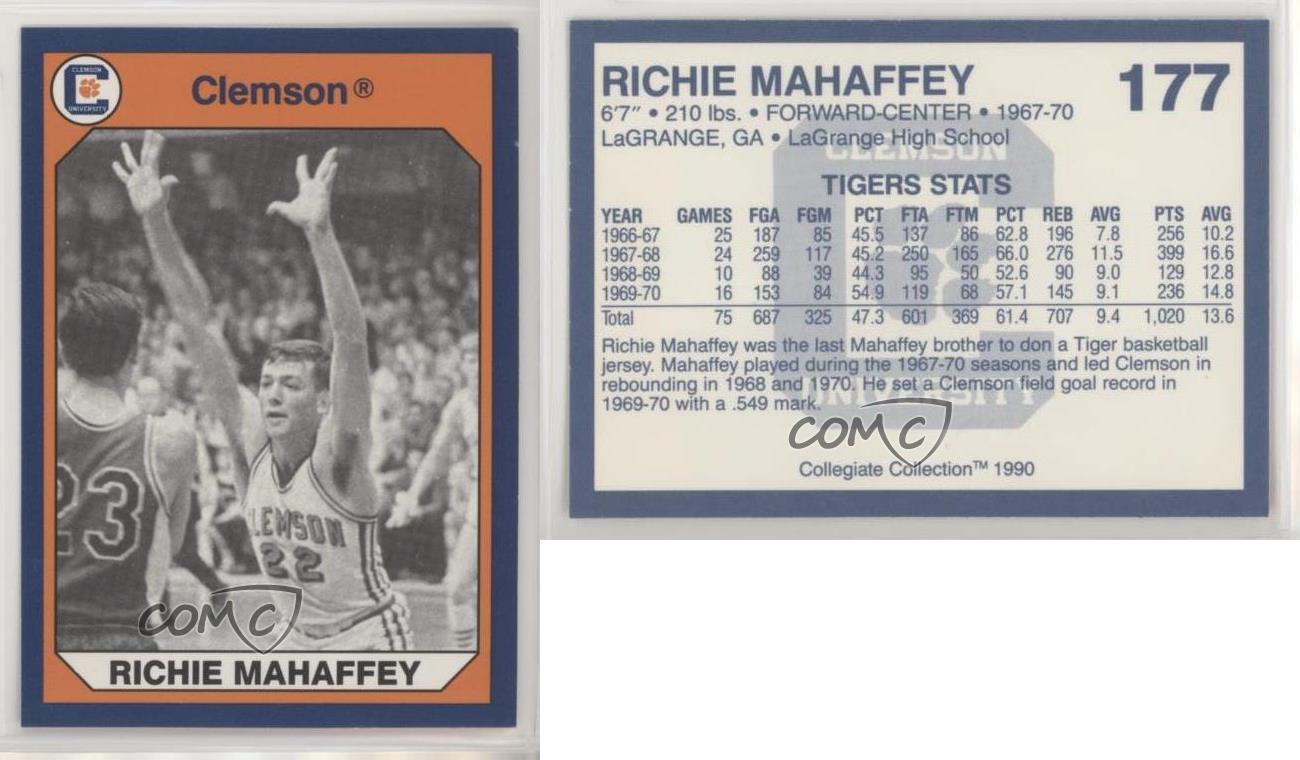 CLEMSON
UNIVERSITY
Clemson®
23
CLEMSON
22
COMC
RICHIE MAHAFFEY
RICHIE MAHAFFEY 177
6'7" • 210 lbs. • FORWARD-CENTER • 1967-70
LaGRANGE, GA • LaGrange High School
CLEMSON
TIGERS STATS
YEAR GAMES FGA FGM PCT FTA FTM PCT REB AVG PTS AVG
1966-67 25 187 85 45.5 137 86 62.8 196 7.8 256 10.2
1967-68 24 259 117 45.2 250 165 66.0 276 11.5 399 16.6
1968-69 10 88 39 44.3 95 50 52.6 90 9.0 129 12.8
1969-70 16 153 84 54.9 119 68 57.1 145 9.1 236 14.8
Total 75 687 325 47.3 601 369 61.4 707 9.4 1,020 13.6
Richie Mahaffey was the last Mahaffey brother to don a Tiger basketball
jersey. Mahaffey played during the 1967-70 seasons and led Clemson in
rebounding in 1968 and 1970. He set a Clemson field goal record in
1969-70 with a .549 mark.
UNIVERSITY
COMC
Collegiate Collection™ 1990